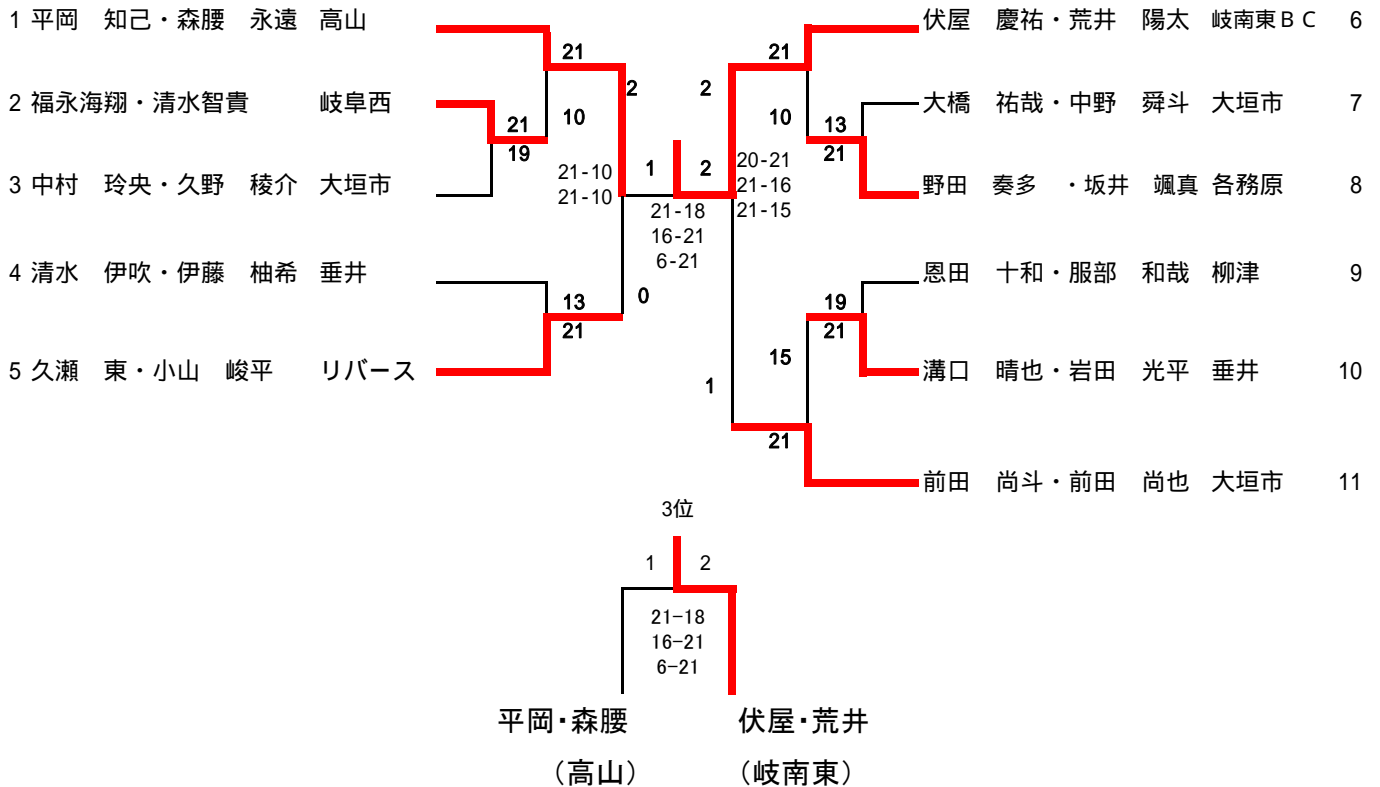 1 平岡　知己・森腰　永遠　高山
21
2
2
21
伏屋　慶祐・荒井　陽太　岐南東ＢＣ　6
2 福永海翔・清水智貴　岐阜西
10
10
大橋　祐哉・中野　舜斗　大垣市　7
21
19
13
21
3 中村　玲央・久野　稜介　大垣市
21-10
21-10
1
2
20-21
21-16
21-15
野田　奏多　・坂井　颯真 各務原　8
21-18
16-21
6-21
4 清水　伊吹・伊藤　柚希　垂井
0
恩田　十和・服部　和哉　柳津　9
13
21
19
21
5 久瀬　東・小山　峻平　リバース
15
1
溝口　晴也・岩田　光平　垂井　10
21
前田　尚斗・前田　尚也　大垣市　11
3位
1
2
21-18
16-21
6-21
平岡・森腰
伏屋・荒井
（高山）
（岐南東）